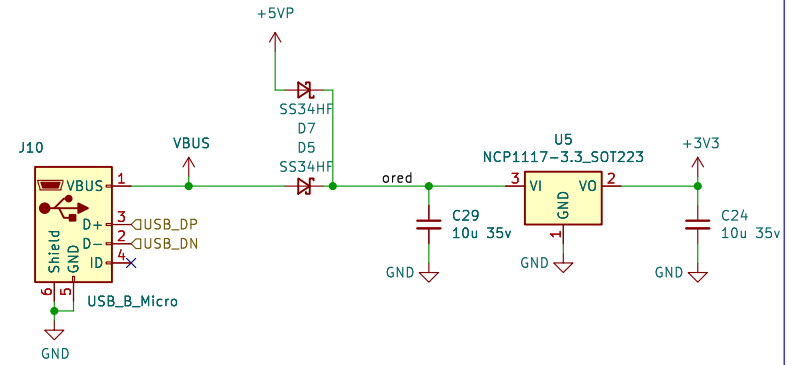 +5VP
SS34HF
D7
D5
SS34HF
J10
VBUS
VBUS
1
D+
3
USB_DP
D-
2
USB_DN
ID
4
Shield
GND
6
5
USB_B_Micro
GND
ored
C29
10u 35v
GND
U5
NCP1117-3.3_SOT223
3
VI
VO
2
GND
1
GND
+3V3
C24
10u 35v
GND